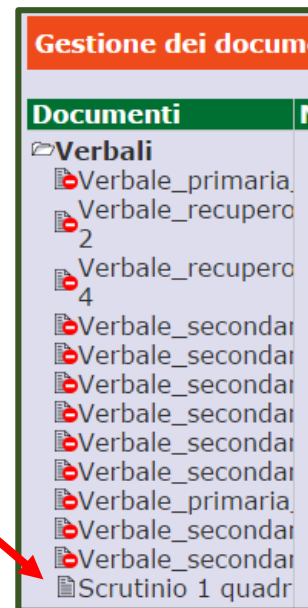 Gestione dei docum
Documenti
Verbali
Verbale_primaria_
Verbale_recupero
2
Verbale_recupero
4
Verbale_secondar
Verbale_secondar
Verbale_secondar
Verbale_secondar
Verbale_secondar
Verbale_secondar
Verbale_primaria_
Verbale_secondar
Verbale_secondar
Scrutinio 1 quadr